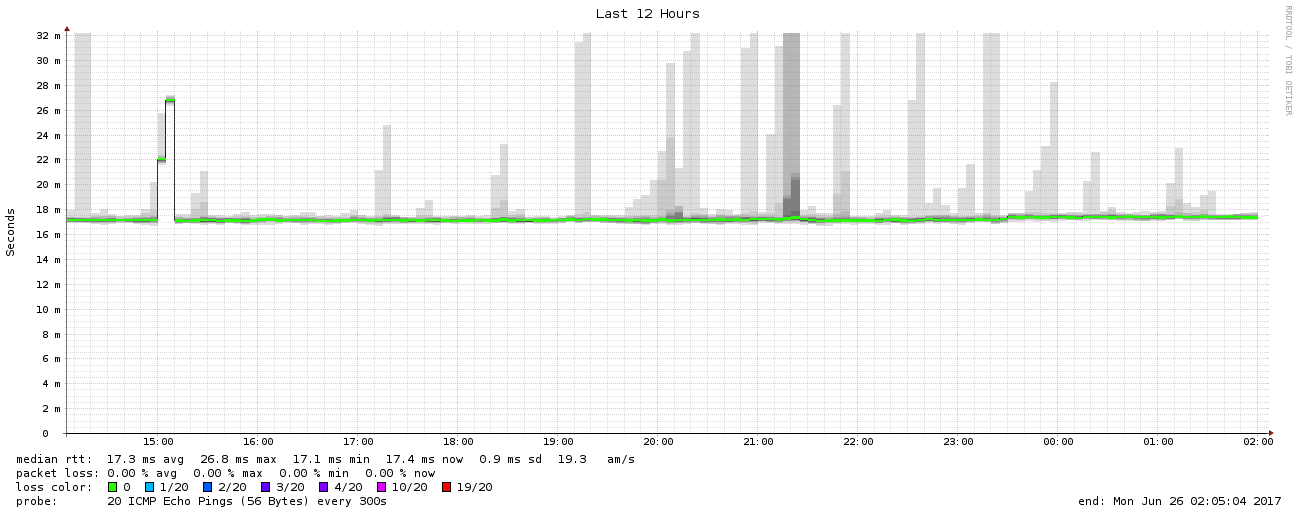 Last 12 Hours
RRDTOOL / TOBI OETIKER
Seconds
32 m
30 m
28 m
26 m
24 m
22 m
20 m
18 m
16 m
14 m
12 m
10 m
8 m
6 m
4 m
2 m
0
15:00 16:00 17:00 18:00 19:00 20:00 21:00 22:00 23:00 00:00 01:00 02:00
median rtt: 17.3 ms avg 26.8 ms max 17.1 ms min 17.4 ms now 0.9 ms sd 19.3 am/s
packet loss: 0.00 % avg 0.00 % max 0.00 % min 0.00 % now
loss color: 0 1/20 2/20 3/20 4/20 10/20 19/20
probe: 20 ICMP Echo Pings (56 Bytes) every 300s end: Mon Jun 26 02:05:04 2017